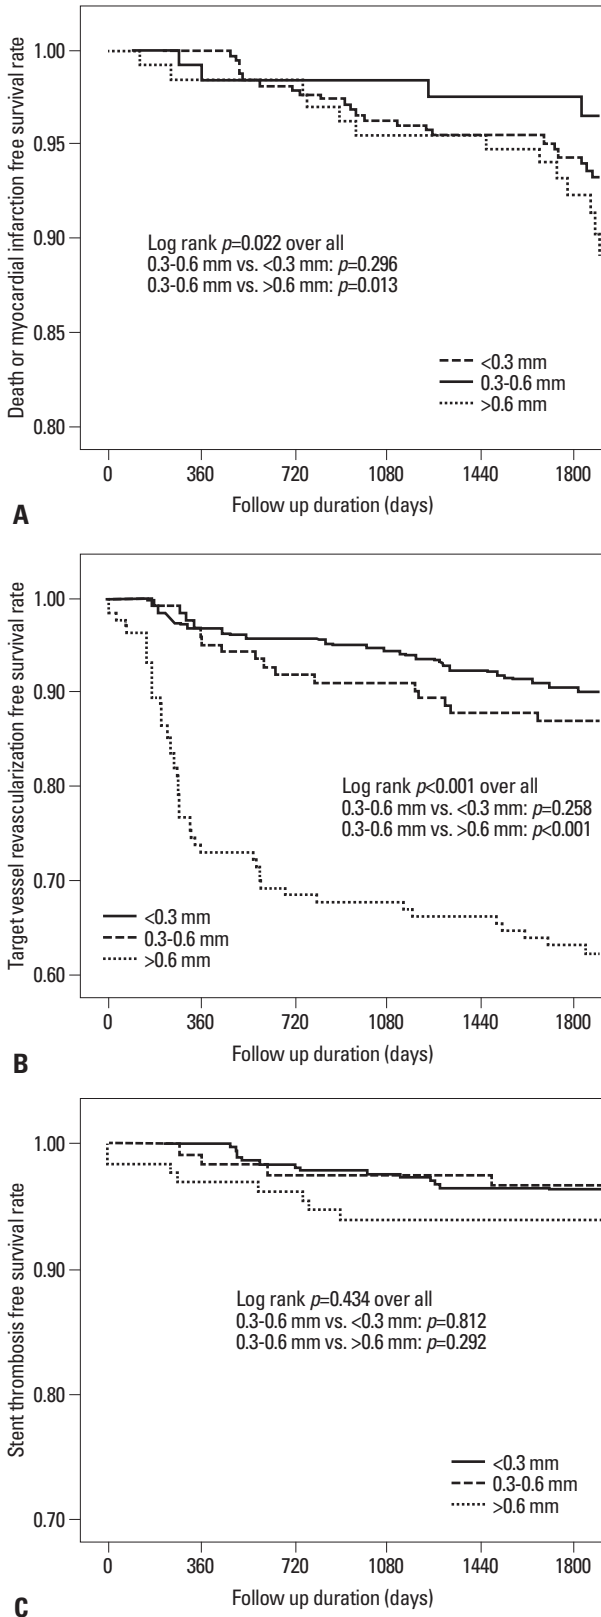 Death or myocardial infarction free survival rate
1.00
0.95
0.90
0.85
0.80
Log rank p=0.022 over all
0.3-0.6 mm vs. <0.3 mm: p=0.296
0.3-0.6 mm vs. >0.6 mm: p=0.013
<0.3 mm
0.3-0.6 mm
>0.6 mm
0 360 720 1080 1440 1800
Follow up duration (days)
A
Target vessel revascularization free survival rate
1.00
0.90
0.80
0.70
0.60
Log rank p<0.001 over all
0.3-0.6 mm vs. <0.3 mm: p=0.258
0.3-0.6 mm vs. >0.6 mm: p<0.001
<0.3 mm
0.3-0.6 mm
>0.6 mm
0 360 720 1080 1440 1800
Follow up duration (days)
B
Stent thrombosis free survival rate
1.00
0.90
0.80
0.70
Log rank p=0.434 over all
0.3-0.6 mm vs. <0.3 mm: p=0.812
0.3-0.6 mm vs. >0.6 mm: p=0.292
<0.3 mm
0.3-0.6 mm
>0.6 mm
0 360 720 1080 1440 1800
Follow up duration (days)
C